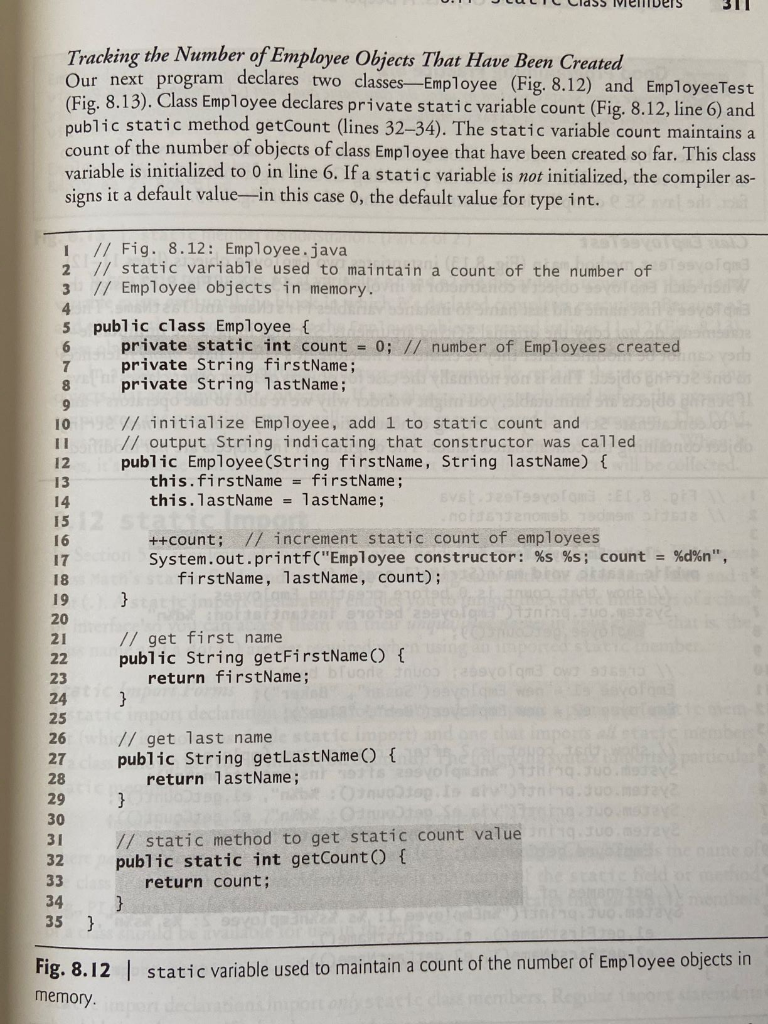 Class Members 311
Tracking the Number of Employee Objects That Have Been Created
Our next program declares two classes—Employee (Fig. 8.12) and EmployeeTest
(Fig. 8.13). Class Employee declares private static variable count (Fig. 8.12, line 6) and
public static method getCount (lines 32–34). The static variable count maintains a
count of the number of objects of class Employee that have been created so far. This class
variable is initialized to 0 in line 6. If a static variable is not initialized, the compiler as-
signs it a default value—in this case 0, the default value for type int.
1 // Fig. 8.12: Employee.java
2 // static variable used to maintain a count of the number of
3 // Employee objects in memory.
4
5 public class Employee {
6 private static int count = 0; // number of Employees created
7 private String firstName;
8 private String lastName;
9
10 // initialize Employee, add 1 to static count and
11 // output String indicating that constructor was called
12 public Employee(String firstName, String lastName) {
13 this.firstName = firstName;
14 this.lastName = lastName;
15
16 ++count; // increment static count of employees
17 System.out.printf("Employee constructor: %s %s; count = %d%n",
18 firstName, lastName, count);
19 }
20
21 // get first name
22 public String getFirstName() {
23 return firstName;
24 }
25
26 // get last name
27 public String getLastName() {
28 return lastName;
29 }
30
31 // static method to get static count value
32 public static int getCount() {
33 return count;
34 }
35 }
Fig. 8.12 | static variable used to maintain a count of the number of Employee objects in
memory.